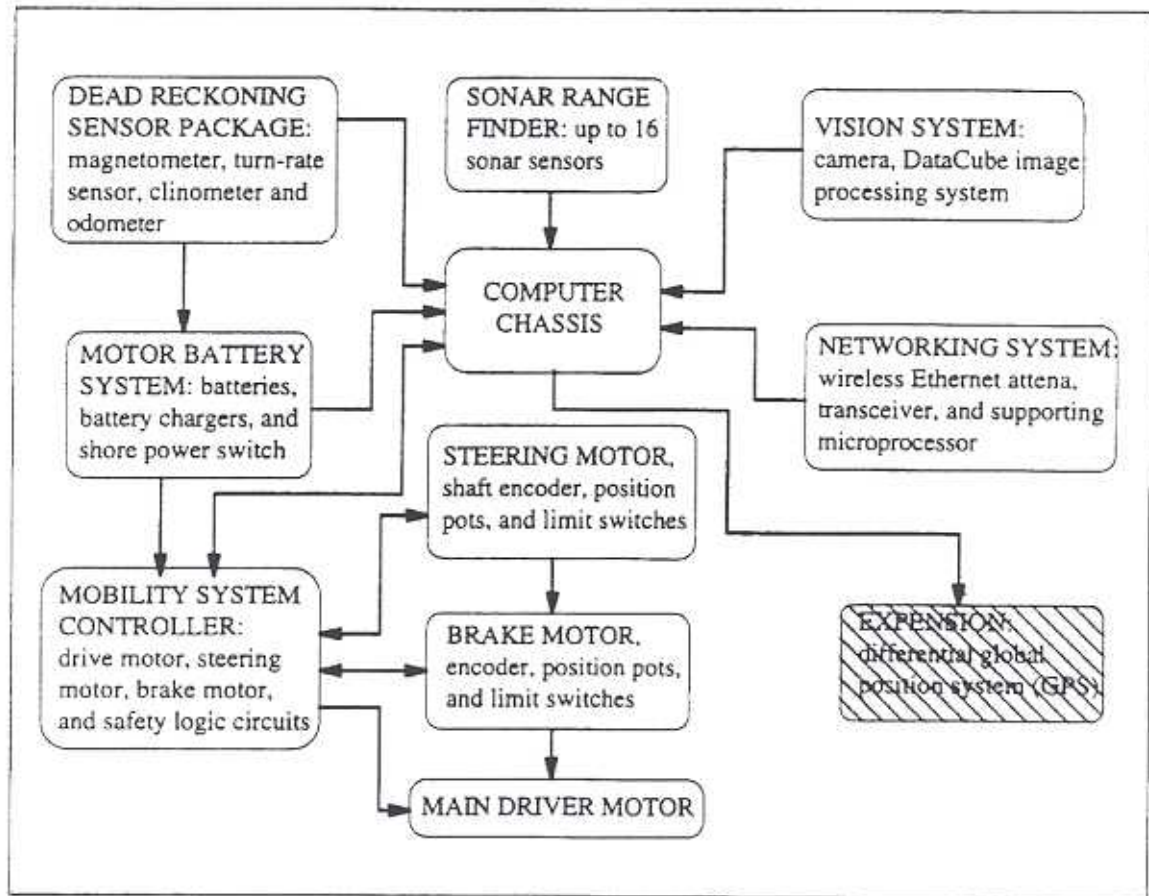 DEAD RECKONING
SENSOR PACKAGE:
magnetometer, turn-rate
sensor, clinometer and
odometer
SONAR RANGE
FINDER: up to 16
sonar sensors
VISION SYSTEM:
camera, DataCube image
processing system
COMPUTER
CHASSIS
MOTOR BATTERY
SYSTEM: batteries,
battery chargers, and
shore power switch
NETWORKING SYSTEM:
wireless Ethernet attena,
transceiver, and supporting
microprocessor
STEERING MOTOR,
shaft encoder, position
pots, and limit switches
MOBILITY SYSTEM
CONTROLLER:
drive motor, steering
motor, brake motor,
and safety logic circuits
BRAKE MOTOR,
encoder, position pots,
and limit switches
EXPENSION:
differential global
position system (GPS)
MAIN DRIVER MOTOR